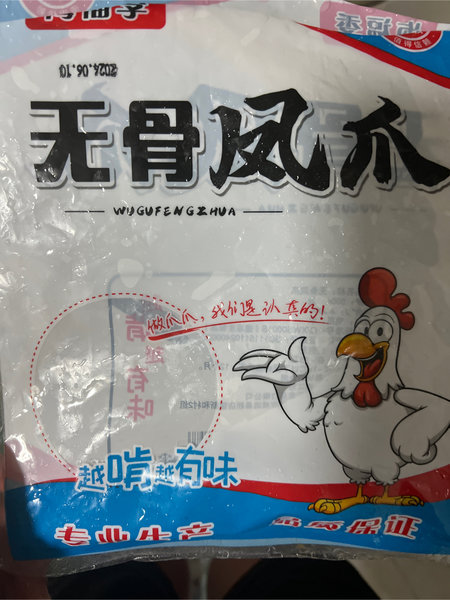 2024.06.10
无骨凤爪
WUGUFENGZHUA
做爪爪，我们是认真的！
越啃越有味
专业生产 品质保证